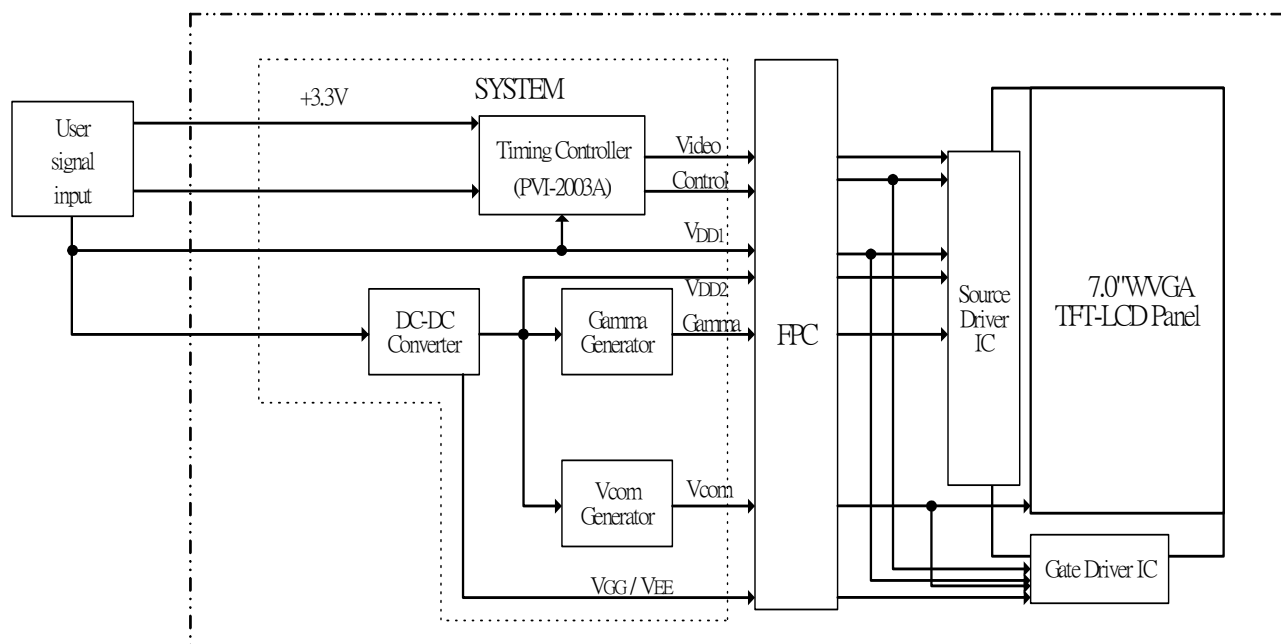 +3.3V
SYSTEM
User
signal
input
Timing Controller
(PVI-2003A)
Video
Control
VDD1
VDD2
DC-DC
Converter
Gamma
Generator
Gamma
FPC
Source
Driver
IC
7.0"WVGA
TFT-LCD Panel
Vcom
Generator
Vcom
VGG / VEE
Gate Driver IC